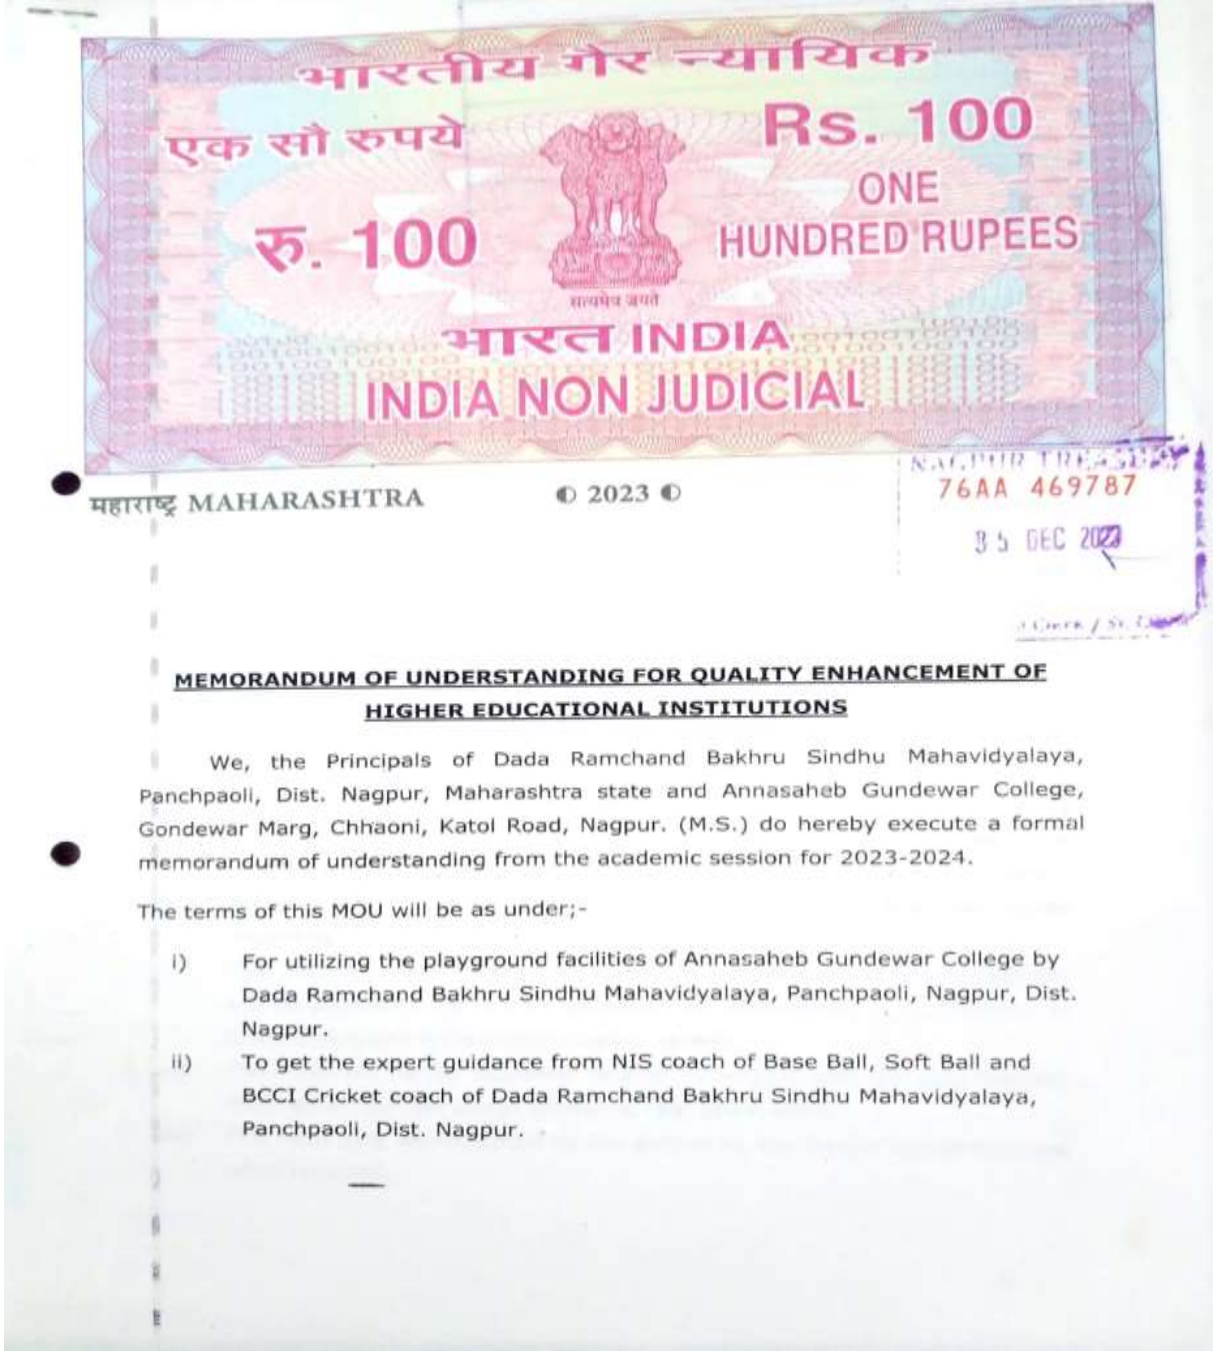 भारतीय गैर न्यायिक
एक सौ रुपये
Rs. 100
रु. 100
ONE
HUNDRED RUPEES
सत्यमेव जयते
भारत INDIA
INDIA NON JUDICIAL
महाराष्ट्र MAHARASHTRA
2023
NAGPUR TREASURY
76AA 469787
DEC 2023
MEMORANDUM OF UNDERSTANDING FOR QUALITY ENHANCEMENT OF
HIGHER EDUCATIONAL INSTITUTIONS
We, the Principals of Dada Ramchand Bakhru Sindhu Mahavidyalaya,
Panchpaoli, Dist. Nagpur, Maharashtra state and Annasaheb Gundewar College,
Gondewar Marg, Chhaoni, Katol Road, Nagpur. (M.S.) do hereby execute a formal
memorandum of understanding from the academic session for 2023-2024.
The terms of this MOU will be as under;-
i) For utilizing the playground facilities of Annasaheb Gundewar College by
Dada Ramchand Bakhru Sindhu Mahavidyalaya, Panchpaoli, Nagpur, Dist.
Nagpur.
ii) To get the expert guidance from NIS coach of Base Ball, Soft Ball and
BCCI Cricket coach of Dada Ramchand Bakhru Sindhu Mahavidyalaya,
Panchpaoli, Dist. Nagpur.